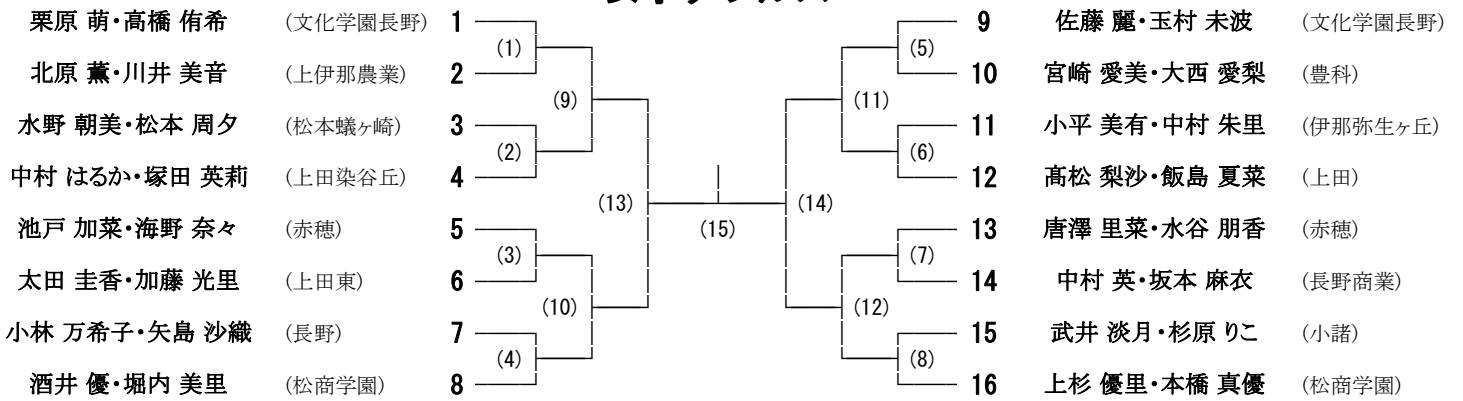 栗原 萌・高橋 侑希 (文化学園長野) 1
北原 薫・川井 美音 (上伊那農業) 2
水野 朝美・松本 周夕 (松本蟻ヶ崎) 3
中村 はるか・塚田 英莉 (上田染谷丘) 4
池戸 加菜・海野 奈々 (赤穂) 5
太田 圭香・加藤 光里 (上田東) 6
小林 万希子・矢島 沙織 (長野) 7
酒井 優・堀内 美里 (松商学園) 8
(1)
(2)
(3)
(4)
(9)
(10)
(13)
(15)
(14)
(11)
(12)
(5)
(6)
(7)
(8)
9 佐藤 麗・玉村 未波 (文化学園長野)
10 宮崎 愛美・大西 愛梨 (豊科)
11 小平 美有・中村 朱里 (伊那弥生ヶ丘)
12 髙松 梨沙・飯島 夏菜 (上田)
13 唐澤 里菜・水谷 朋香 (赤穂)
14 中村 英・坂本 麻衣 (長野商業)
15 武井 淡月・杉原 りこ (小諸)
16 上杉 優里・本橋 真優 (松商学園)